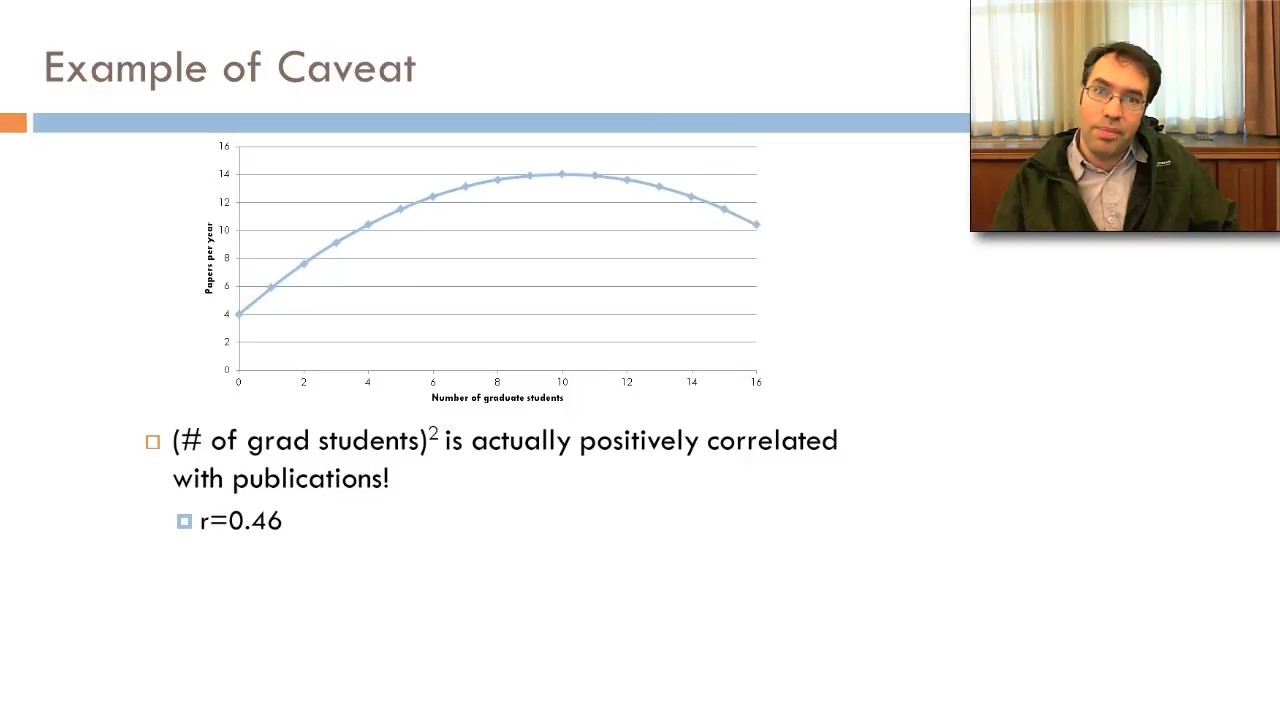 Example of Caveat
16
14
12
10
8
6
4
2
0
Papers per year
0 2 4 6 8 10 12 14 16
Number of graduate students
(# of grad students)² is actually positively correlated
with publications!
r=0.46